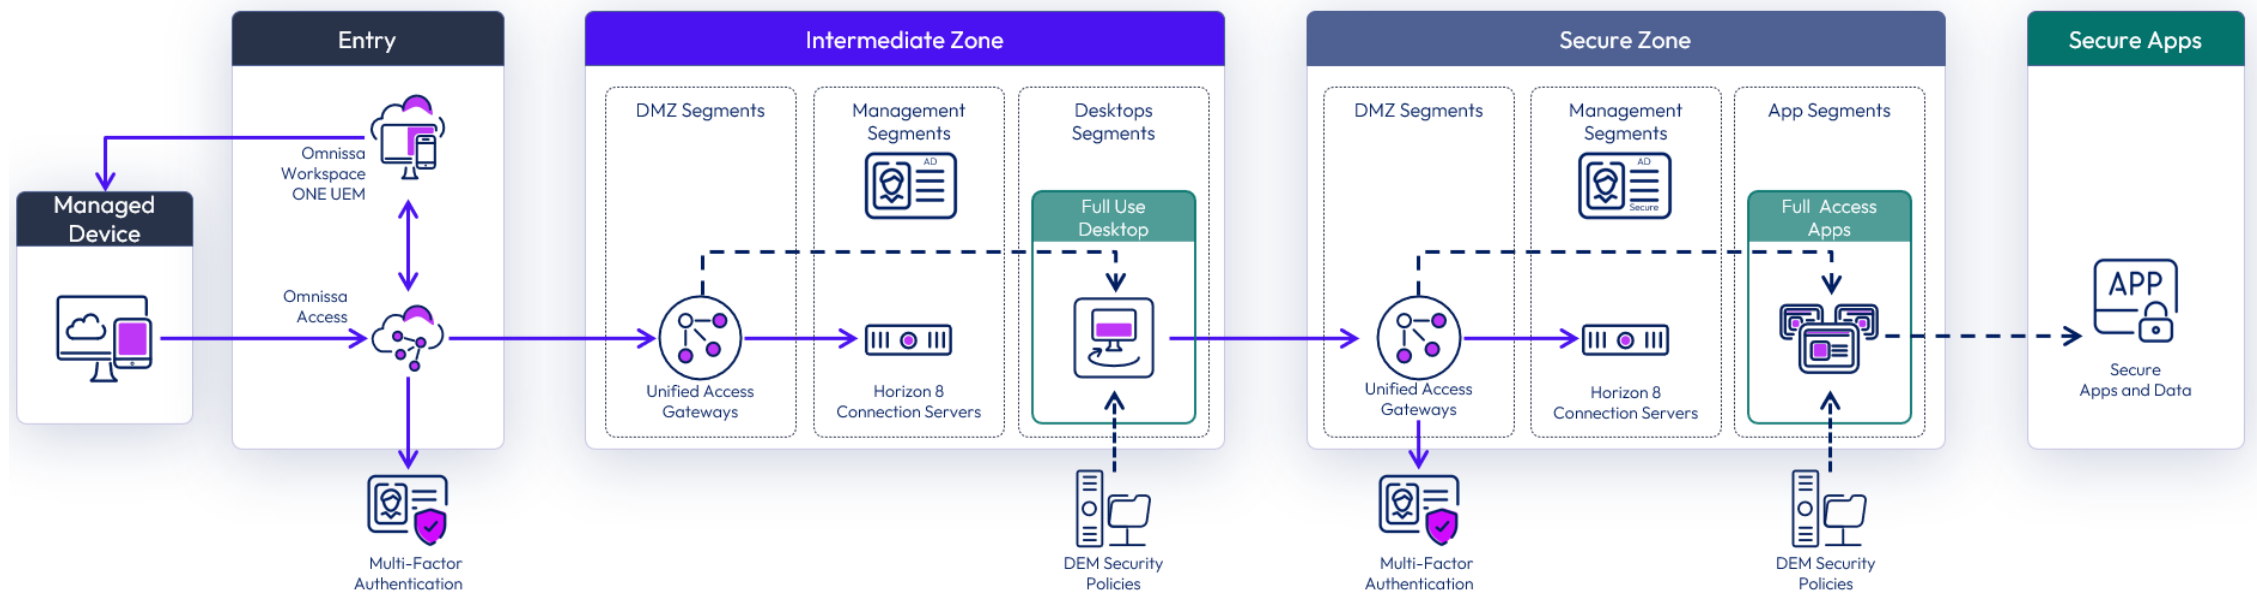 Entry
Intermediate Zone
Secure Zone
Secure Apps
Managed
Device
Omnissa
Workspace
ONE UEM
Omnissa
Access
Multi-Factor
Authentication
DMZ Segments
Unified Access
Gateways
Management
Segments
AD
Horizon 8
Connection Servers
Desktops
Segments
Full Use
Desktop
DEM Security
Policies
DMZ Segments
Unified Access
Gateways
Multi-Factor
Authentication
Management
Segments
AD
Secure
Horizon 8
Connection Servers
App Segments
Full Access
Apps
DEM Security
Policies
APP
Secure
Apps and Data